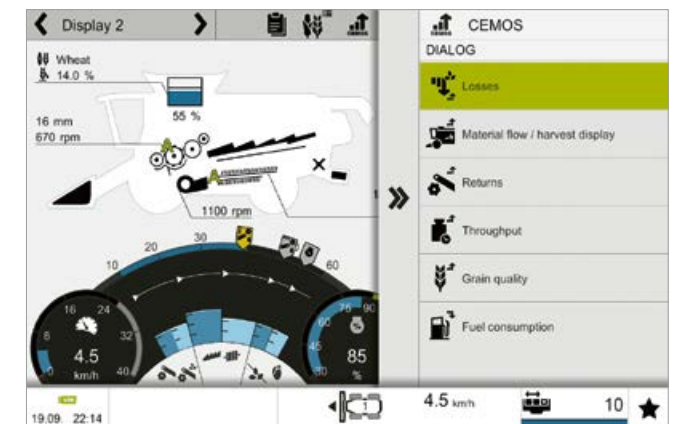 Display 2
CEMOS
CEMOS
DIALOG
Wheat
14.0 %
55 %
16 mm
670 rpm
1100 rpm
1
10
20
30
60
16 24
8 32
40
4.5
km/h
75 90
60
45
30
85
%
Losses
Material flow / harvest display
Returns
Throughput
Grain quality
Fuel consumption
19.09. 22:14
1
4.5 km/h
10